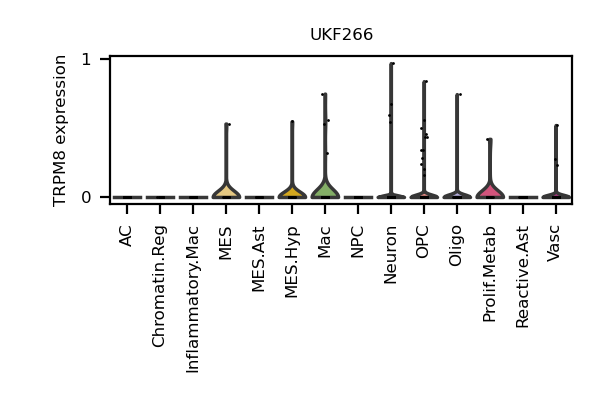 UKF266
TRPM8 expression
1
0
AC
Chromatin.Reg
Inflammatory.Mac
MES
MES.Ast
MES.Hyp
Mac
NPC
Neuron
OPC
Oligo
Prolif.Metab
Reactive.Ast
Vasc